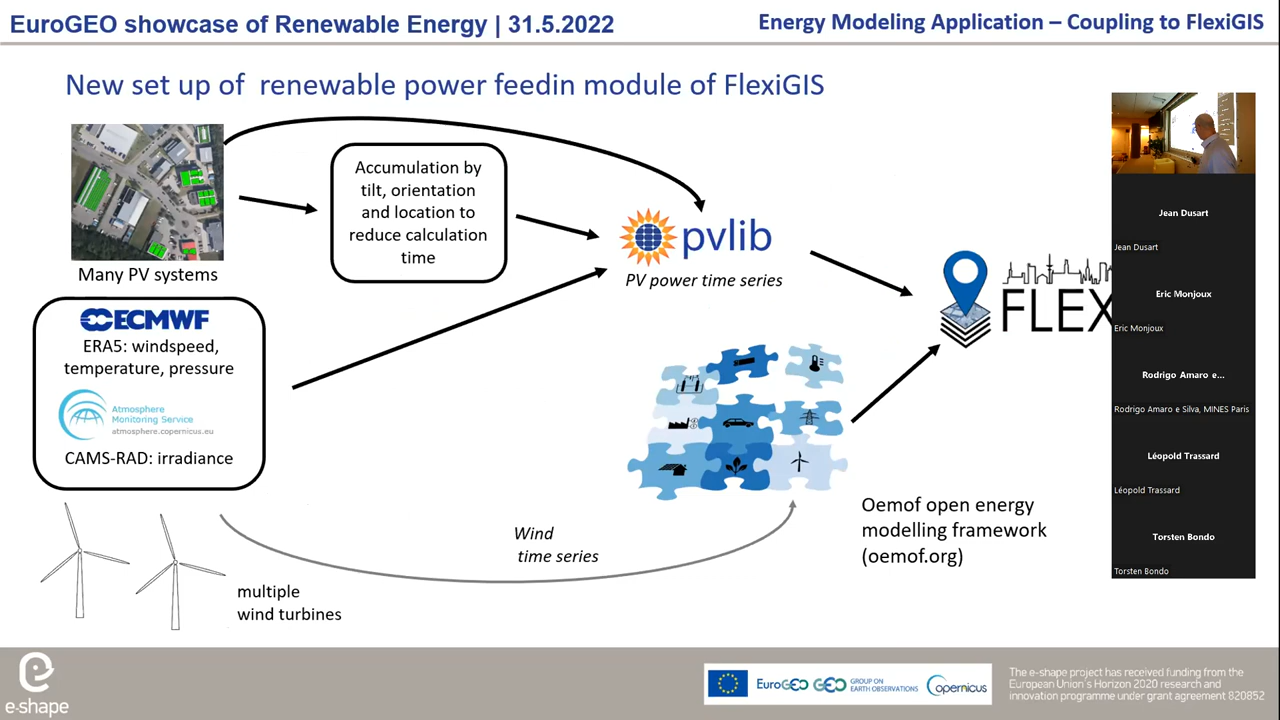 EuroGEO showcase of Renewable Energy | 31.5.2022
Energy Modeling Application – Coupling to FlexiGIS
New set up of renewable power feedin module of FlexiGIS
Many PV systems
Accumulation by
tilt, orientation
and location to
reduce calculation
time
pvlib
PV power time series
FLEX
ECMWF
ERA5: windspeed,
temperature, pressure
Atmosphere
Monitoring Service
atmosphere.copernicus.eu
CAMS-RAD: irradiance
Oemof open energy
modelling framework
(oemof.org)
Wind
time series
multiple
wind turbines
Jean Dusart
Jean Dusart
Eric Monjoux
Eric Monjoux
Rodrigo Amaro e...
Rodrigo Amaro e Silva, MINES Paris
Léopold Trassard
Léopold Trassard
Torsten Bondo
Torsten Bondo
e-shape
EuroGEO
GEO
GROUP ON
EARTH OBSERVATIONS
Copernicus
The e-shape project has received funding from the
European Union's Horizon 2020 research and
innovation programme under grant agreement 820852